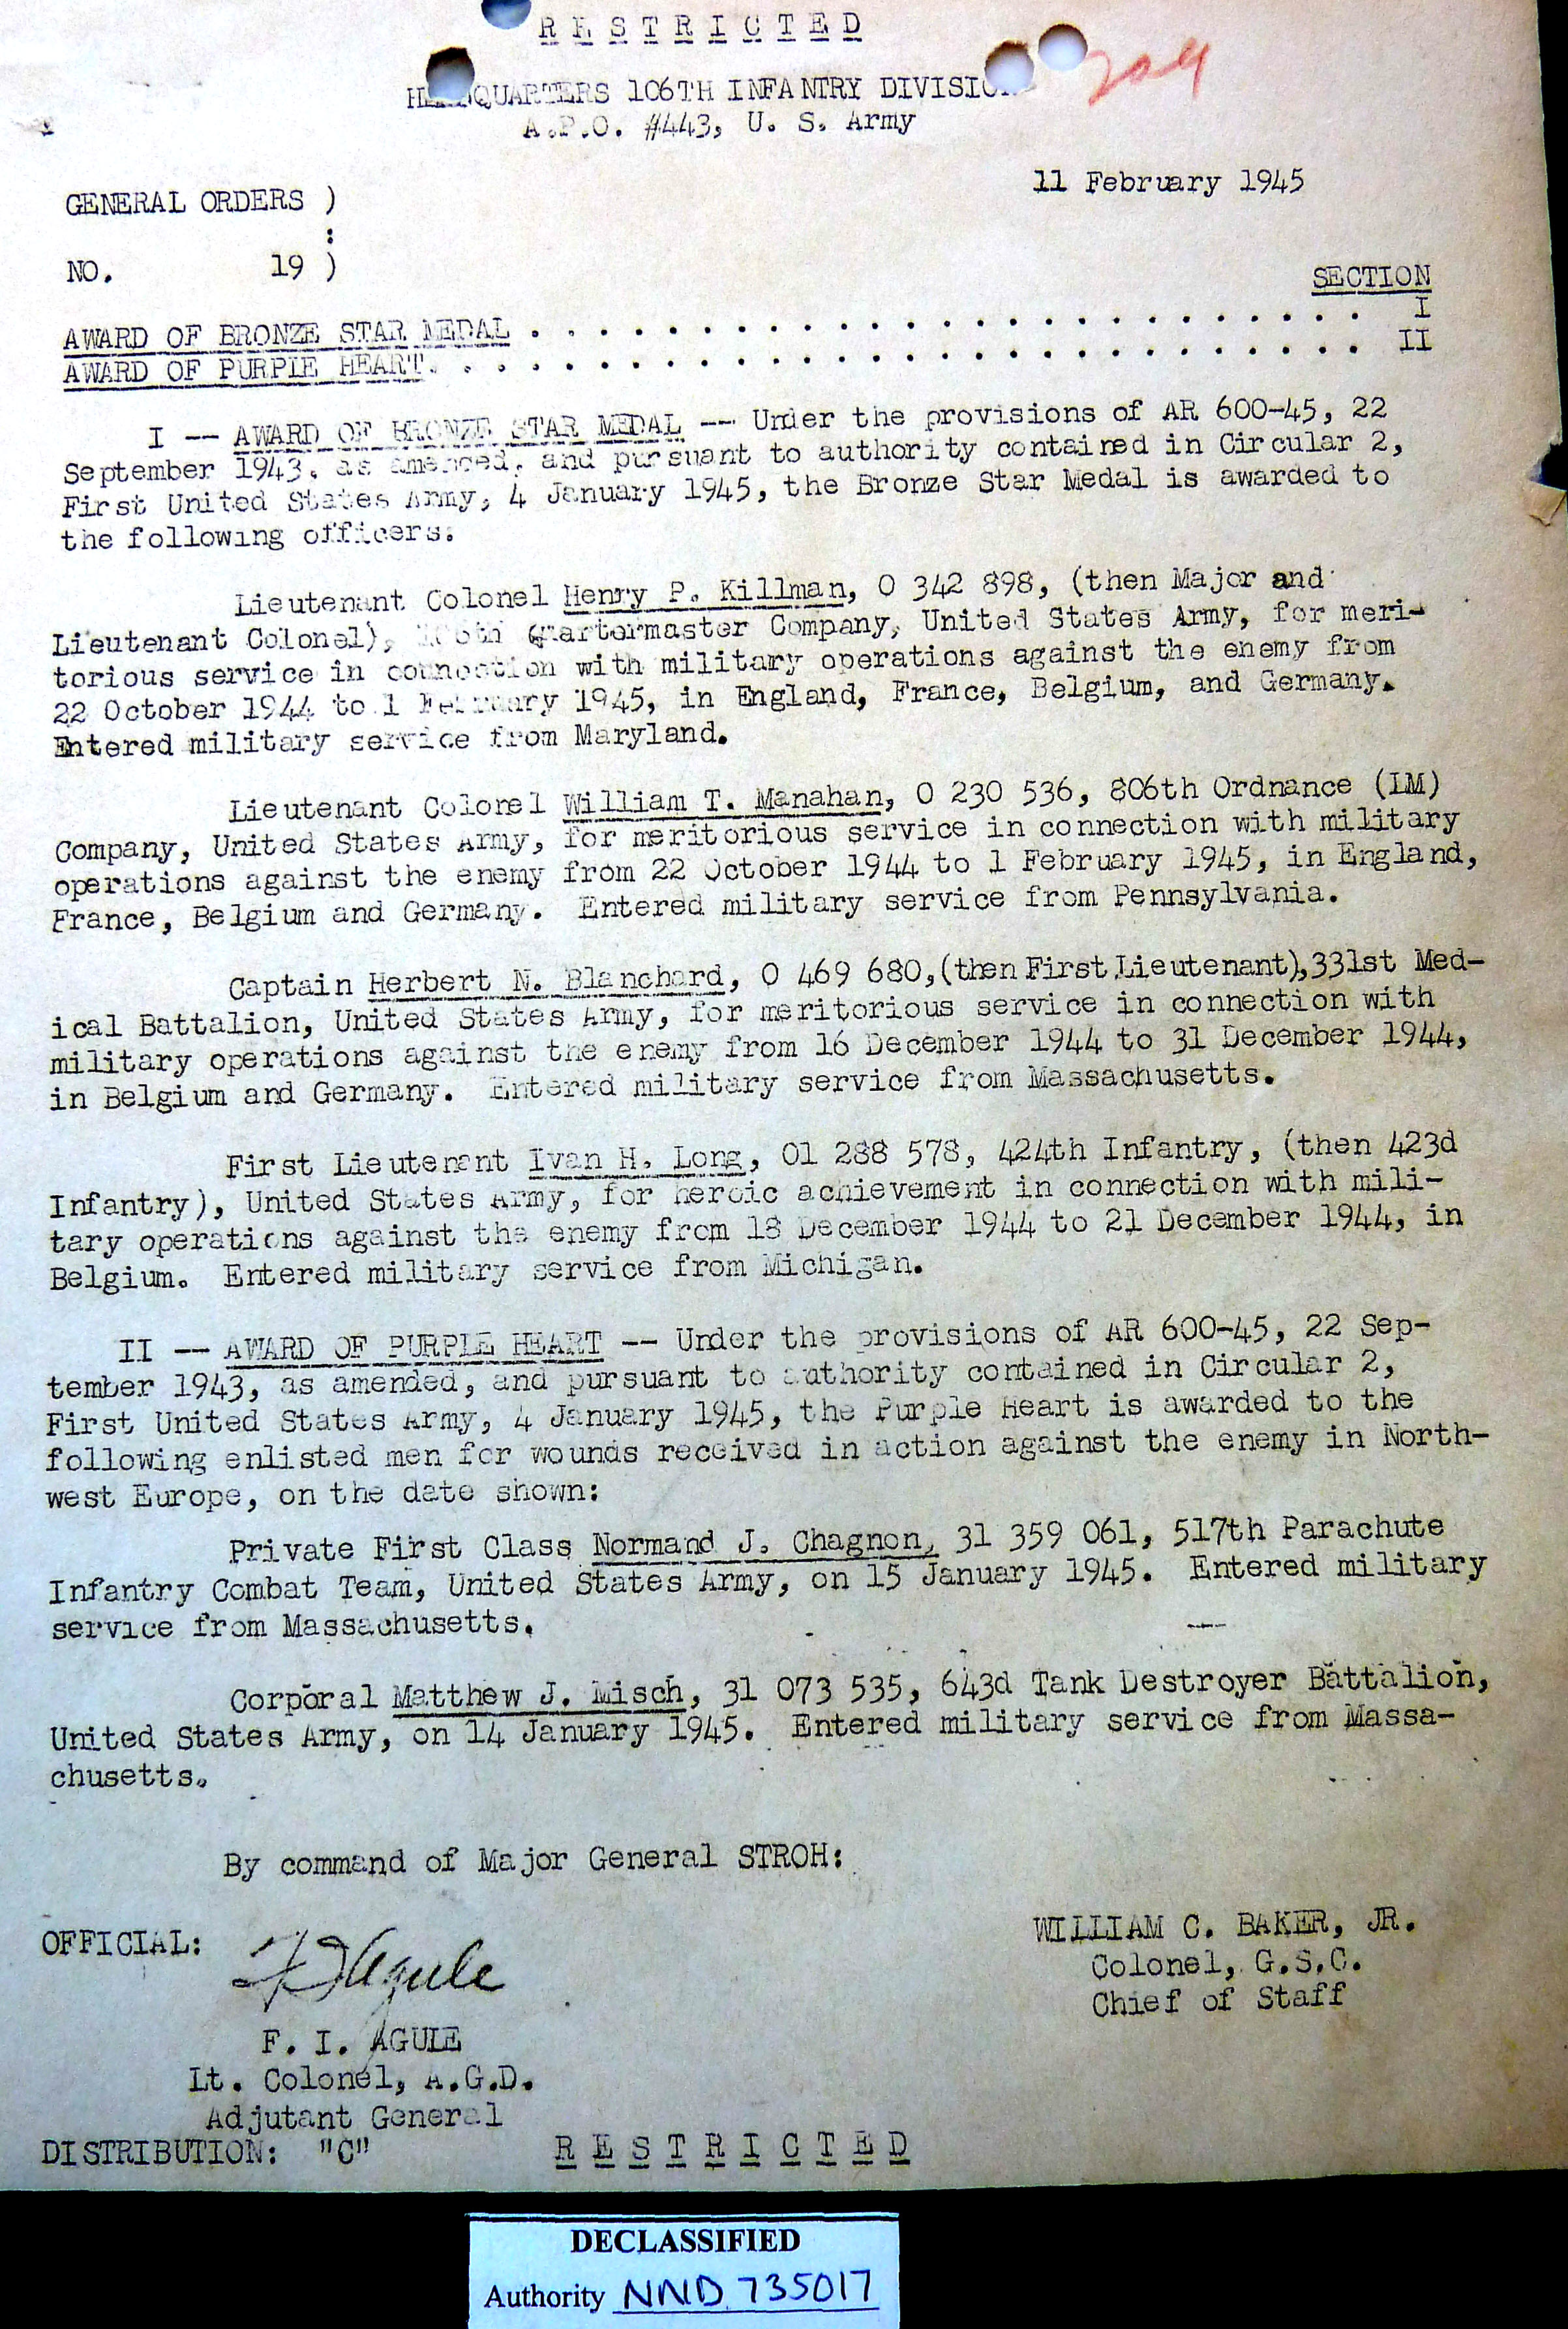 R E S T R I C T E D
HEADQUARTERS 106TH INFANTRY DIVISION
204
A.P.O. #443, U. S. Army
11 February 1945
GENERAL ORDERS )
:
NO. 19 )
SECTION
AWARD OF BRONZE STAR MEDAL . . . . . . . . . . . . . . . . . . . . . . . . . I
AWARD OF PURPLE HEART. . . . . . . . . . . . . . . . . . . . . . . . . . . . II
I -- AWARD OF BRONZE STAR MEDAL -- Under the provisions of AR 600-45, 22
September 1943, as amended, and pursuant to authority contained in Circular 2,
First United States Army, 4 January 1945, the Bronze Star Medal is awarded to
the following officers:
Lieutenant Colonel Henry P. Killman, O 342 898, (then Major and
Lieutenant Colonel), 106th Quartermaster Company, United States Army, for meri-
torious service in connection with military operations against the enemy from
22 October 1944 to 1 February 1945, in England, France, Belgium, and Germany.
Entered military service from Maryland.
Lieutenant Colonel William T. Manahan, O 230 536, 806th Ordnance (LM)
Company, United States Army, for meritorious service in connection with military
operations against the enemy from 22 October 1944 to 1 February 1945, in England,
France, Belgium and Germany. Entered military service from Pennsylvania.
Captain Herbert N. Blanchard, O 469 680,(then First Lieutenant),331st Med-
ical Battalion, United States Army, for meritorious service in connection with
military operations against the enemy from 16 December 1944 to 31 December 1944,
in Belgium and Germany. Entered military service from Massachusetts.
First Lieutenant Ivan H. Long, O1 288 578, 424th Infantry, (then 423d
Infantry), United States Army, for heroic achievement in connection with mili-
tary operations against the enemy from 18 December 1944 to 21 December 1944, in
Belgium. Entered military service from Michigan.
II -- AWARD OF PURPLE HEART -- Under the provisions of AR 600-45, 22 Sep-
tember 1943, as amended, and pursuant to authority contained in Circular 2,
First United States Army, 4 January 1945, the Purple Heart is awarded to the
following enlisted men for wounds received in action against the enemy in North-
west Europe, on the date shown:
Private First Class Normand J. Chagnon, 31 359 061, 517th Parachute
Infantry Combat Team, United States Army, on 15 January 1945. Entered military
service from Massachusetts.
Corporal Matthew J. Misch, 31 073 535, 643d Tank Destroyer Battalion,
United States Army, on 14 January 1945. Entered military service from Massa-
chusetts.
By command of Major General STROH:
OFFICIAL:
F I Agule
WILLIAM C. BAKER, JR.
Colonel, G.S.C.
Chief of Staff
F. I. AGULE
Lt. Colonel, A.G.D.
Adjutant General
DISTRIBUTION: "C"
R E S T R I C T E D
DECLASSIFIED
Authority NND 735017